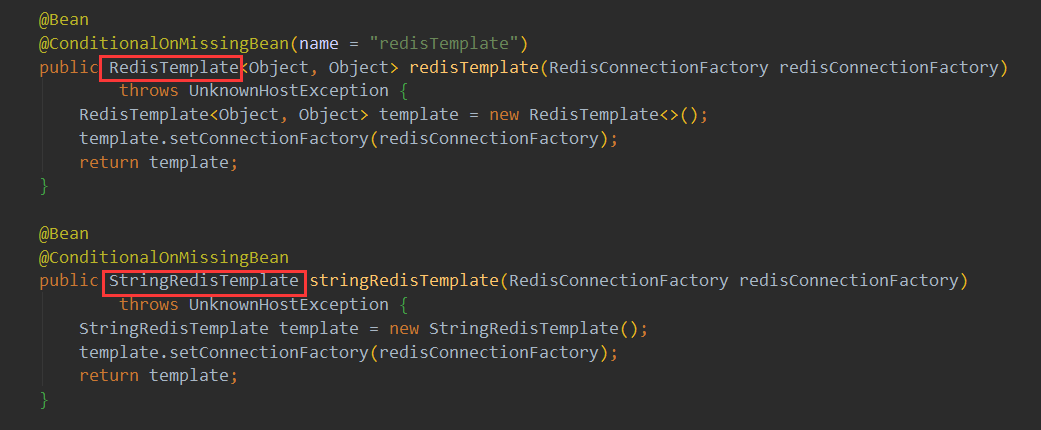 @Bean
@ConditionalOnMissingBean(name = "redisTemplate")
public RedisTemplate<Object, Object> redisTemplate(RedisConnectionFactory redisConnectionFactory)
        throws UnknownHostException {
    RedisTemplate<Object, Object> template = new RedisTemplate<>();
    template.setConnectionFactory(redisConnectionFactory);
    return template;
}
@Bean
@ConditionalOnMissingBean
public StringRedisTemplate stringRedisTemplate(RedisConnectionFactory redisConnectionFactory)
        throws UnknownHostException {
    StringRedisTemplate template = new StringRedisTemplate();
    template.setConnectionFactory(redisConnectionFactory);
    return template;
}